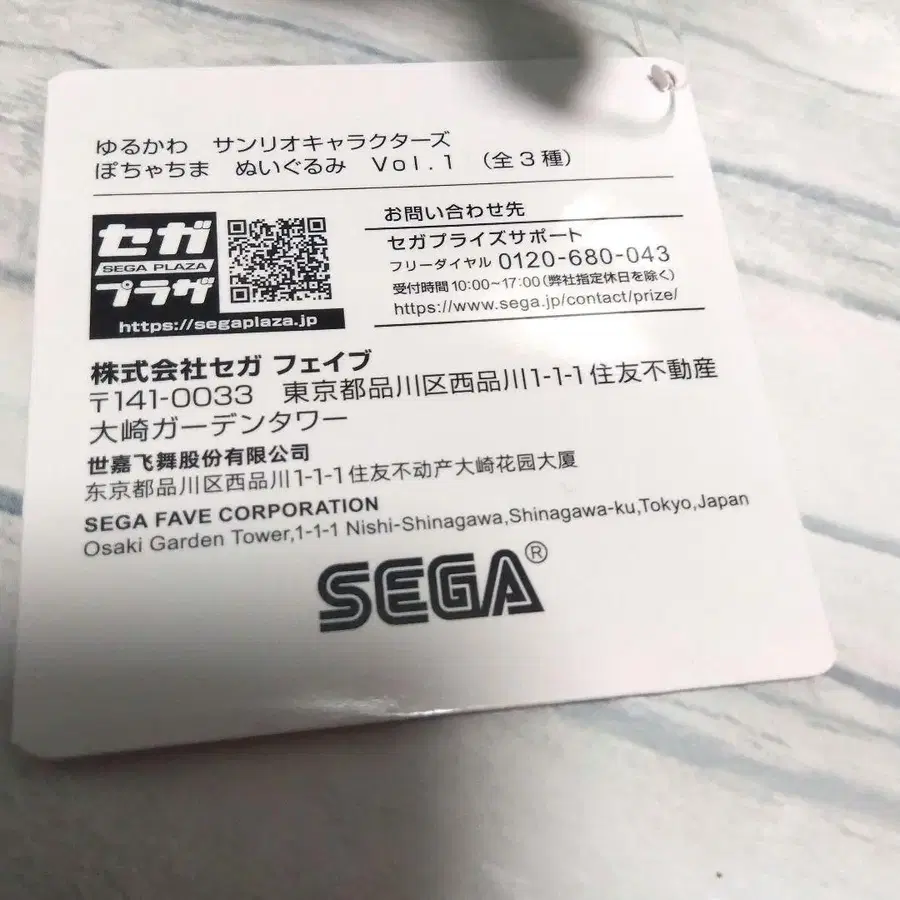 ゆるかわ サンリオキャラクターズ
ぽちゃちま ぬいぐるみ Vol.1 (全3種)
セガ
SEGA PLAZA
プラザ
https://segaplaza.jp
お問い合わせ先
セガプライズサポート
フリーダイヤル 0120-680-043
受付時間10:00~17:00(弊社指定休日を除く)
https://www.sega.jp/contact/prize/
株式会社セガ フェイブ
〒141-0033 東京都品川区西品川1-1-1住友不動産
大崎ガーデンタワー
世嘉飞舞股份有限公司
东京都品川区西品川1-1-1住友不动产大崎花园大厦
SEGA FAVE CORPORATION
Osaki Garden Tower,1-1-1 Nishi-Shinagawa,Shinagawa-ku,Tokyo,Japan
SEGA®